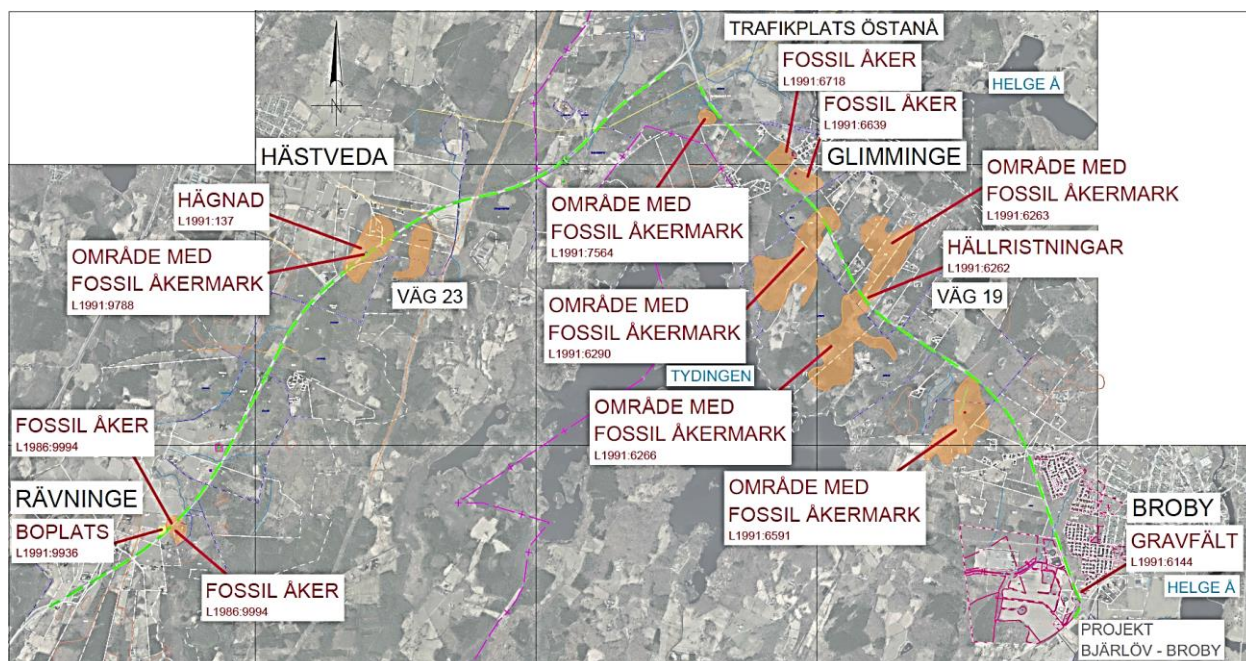 TRAFIKPLATS ÖSTANÅ
FOSSIL ÅKER
L1991:6718
HELGE Å
FOSSIL ÅKER
L1991:6639
N
HÄSTVEDA
GLIMMINGE
HÄGNAD
L1991:137
OMRÅDE MED
FOSSIL ÅKERMARK
L1991:7564
OMRÅDE MED
FOSSIL ÅKERMARK
L1991:6263
OMRÅDE MED
FOSSIL ÅKERMARK
L1991:9788
HÄLLRISTNINGAR
L1991:6262
VÄG 23
VÄG 19
OMRÅDE MED
FOSSIL ÅKERMARK
L1991:6290
TYDINGEN
OMRÅDE MED
FOSSIL ÅKERMARK
L1991:6266
FOSSIL ÅKER
L1986:9994
OMRÅDE MED
FOSSIL ÅKERMARK
L1991:6591
RÄVNINGE
BOPLATS
L1991:9936
BROBY
GRAVFÄLT
L1991:6144
FOSSIL ÅKER
L1986:9994
HELGE Å
PROJEKT
BJÄRLÖV - BROBY